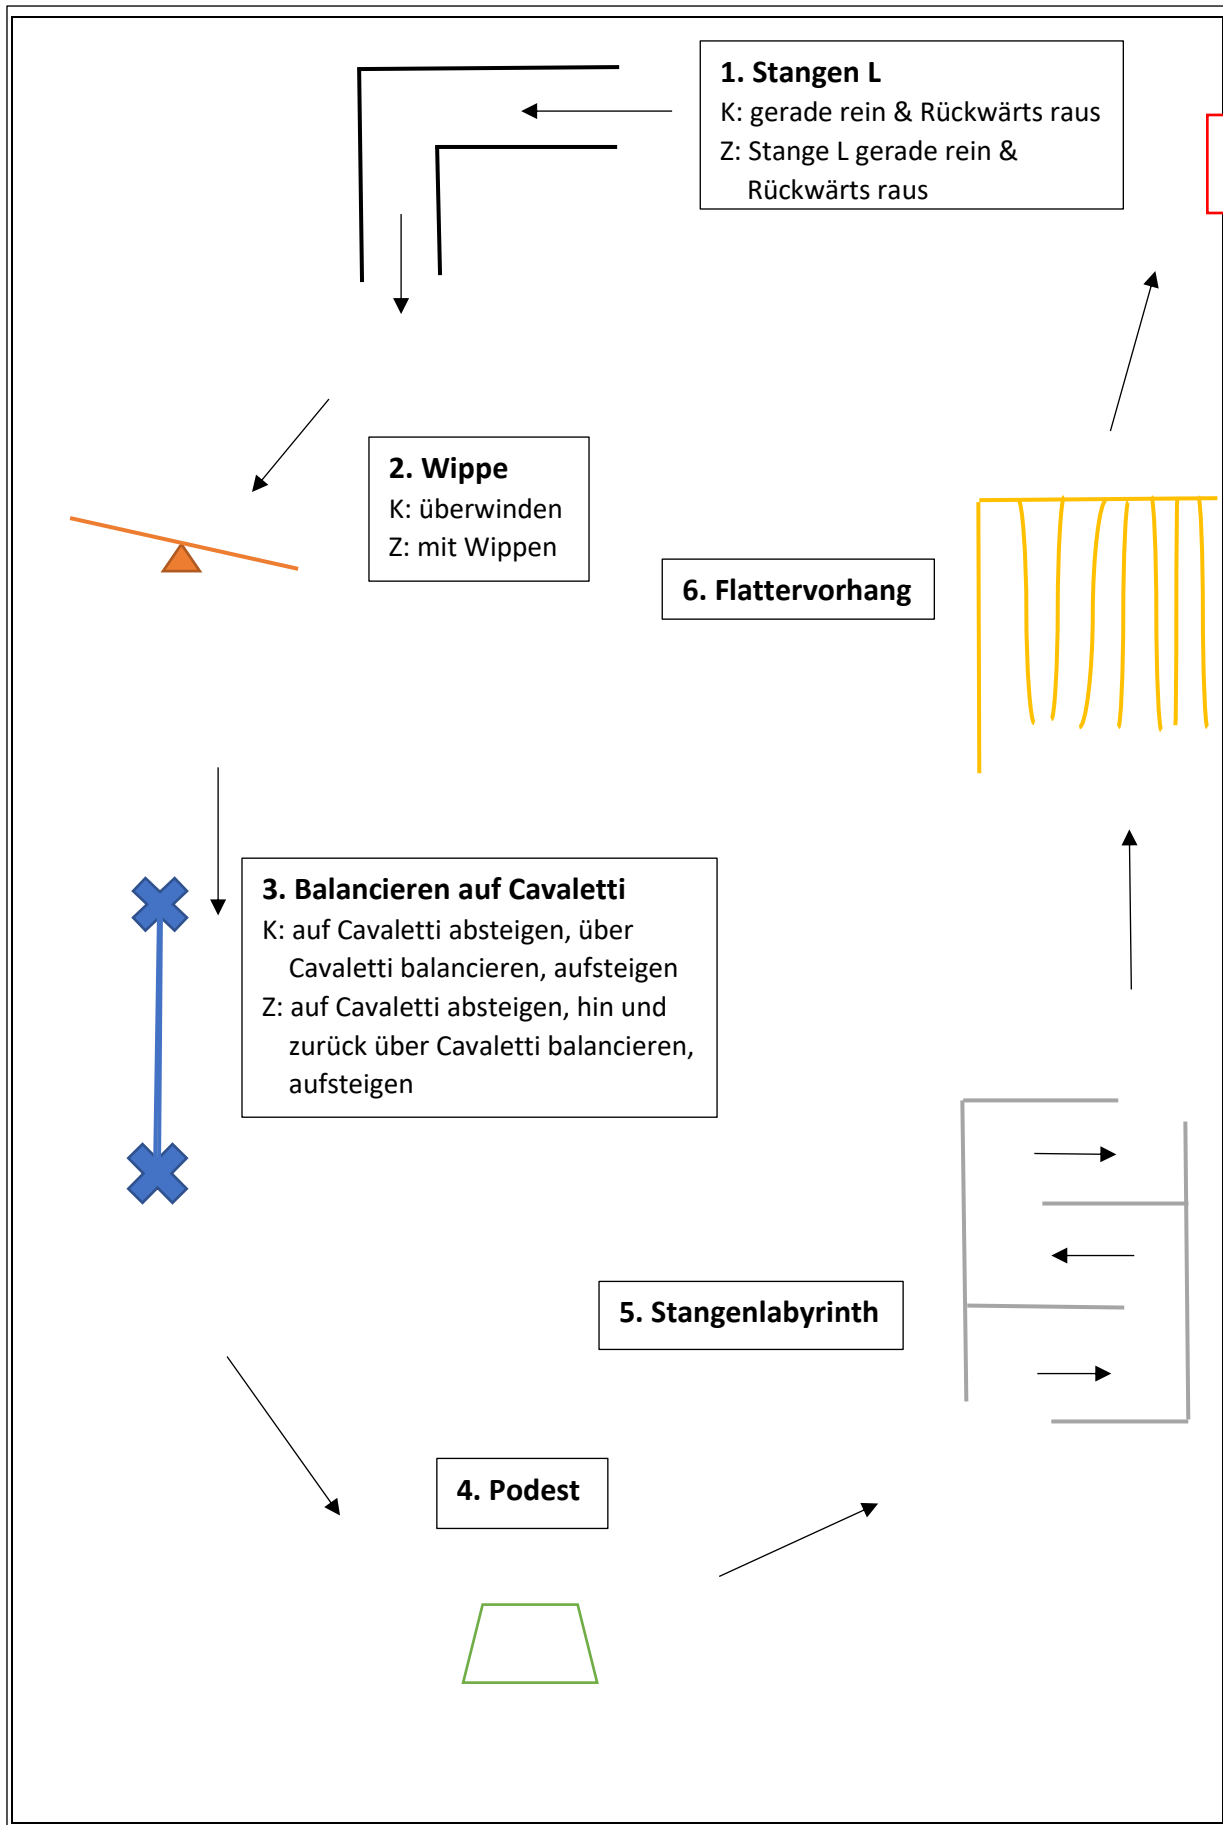 1. Stangen L
K: gerade rein & Rückwärts raus
Z: Stange L gerade rein &
Rückwärts raus
2. Wippe
K: überwinden
Z: mit Wippen
6. Flattervorhang
3. Balancieren auf Cavaletti
K: auf Cavaletti absteigen, über
Cavaletti balancieren, aufsteigen
Z: auf Cavaletti absteigen, hin und
zurück über Cavaletti balancieren,
aufsteigen
5. Stangenlabyrinth
4. Podest